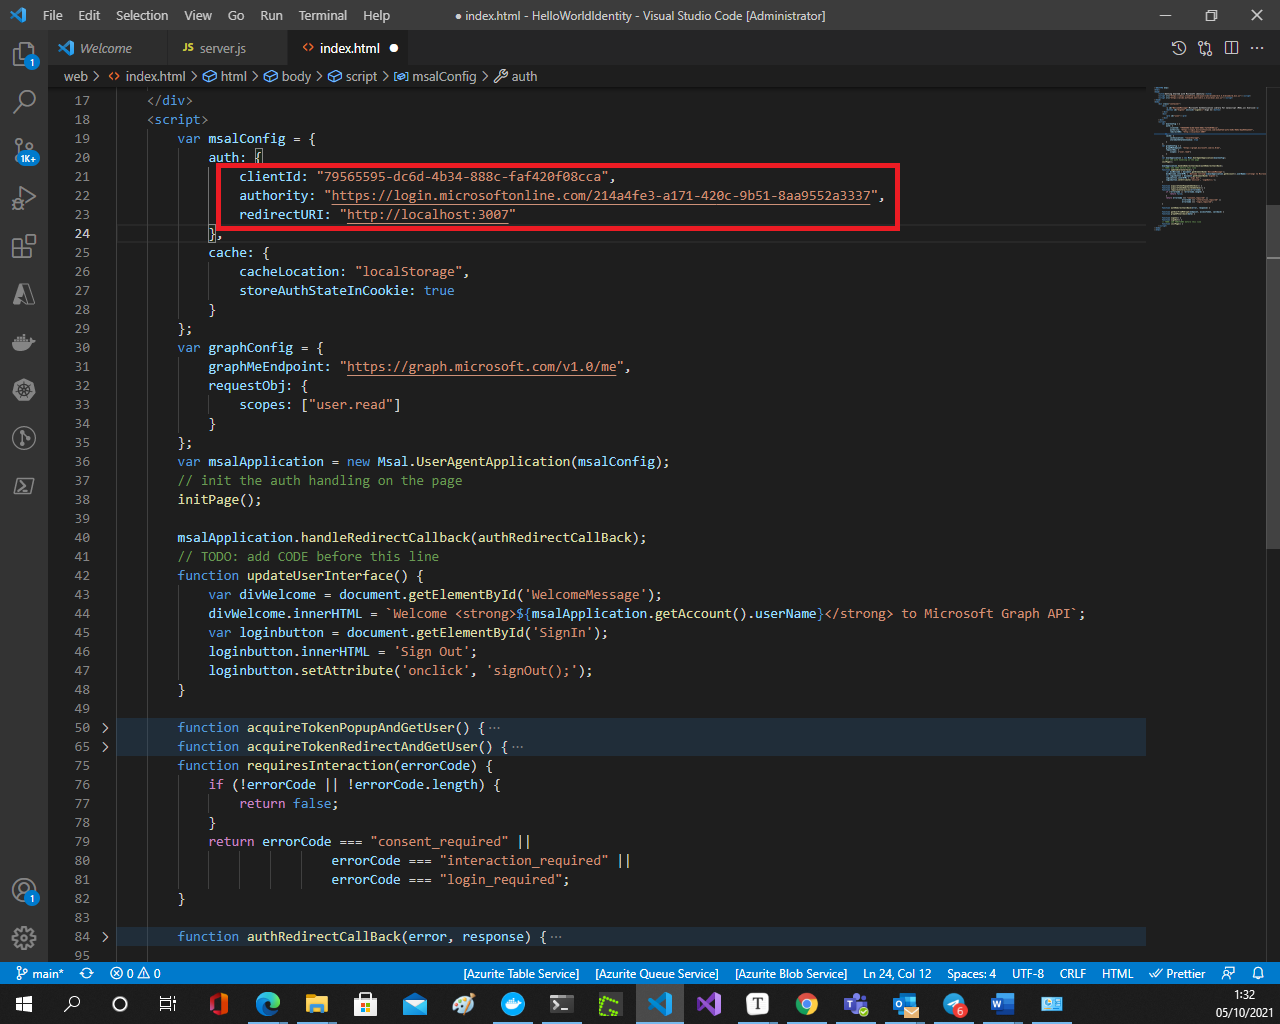 File Edit Selection View Go Run Terminal Help ● index.html - HelloWorldIdentity - Visual Studio Code [Administrator]
Welcome JS server.js <> index.html ●
web > <> index.html > html > body > script > msalConfig > auth
17 </div>
18 <script>
19 var msalConfig = {
20 auth: {
21 clientId: "79565595-dc6d-4b34-888c-faf420f08cca",
22 authority: "https://login.microsoftonline.com/214a4fe3-a171-420c-9b51-8aa9552a3337",
23 redirectURI: "http://localhost:3007"
24 },
25 cache: {
26 cacheLocation: "localStorage",
27 storeAuthStateInCookie: true
28 }
29 };
30 var graphConfig = {
31 graphMeEndpoint: "https://graph.microsoft.com/v1.0/me",
32 requestObj: {
33 scopes: ["user.read"]
34 }
35 };
36 var msalApplication = new Msal.UserAgentApplication(msalConfig);
37 // init the auth handling on the page
38 initPage();
39
40 msalApplication.handleRedirectCallback(authRedirectCallBack);
41 // TODO: add CODE before this line
42 function updateUserInterface() {
43 var divWelcome = document.getElementById('WelcomeMessage');
44 divWelcome.innerHTML = `Welcome <strong>${msalApplication.getAccount().userName}</strong> to Microsoft Graph API`;
45 var loginbutton = document.getElementById('SignIn');
46 loginbutton.innerHTML = 'Sign Out';
47 loginbutton.setAttribute('onclick', 'signOut();');
48 }
49
50 > function acquireTokenPopupAndGetUser() { ···
65 > function acquireTokenRedirectAndGetUser() { ···
75 function requiresInteraction(errorCode) {
76 if (!errorCode || !errorCode.length) {
77 return false;
78 }
79 return errorCode === "consent_required" ||
80 errorCode === "interaction_required" ||
81 errorCode === "login_required";
82 }
83
84 > function authRedirectCallBack(error, response) { ···
95
1
1K+
1
main* 0 0 [Azurite Table Service] [Azurite Queue Service] [Azurite Blob Service] Ln 24, Col 12 Spaces: 4 UTF-8 CRLF HTML Prettier
T 6
1:32
05/10/2021